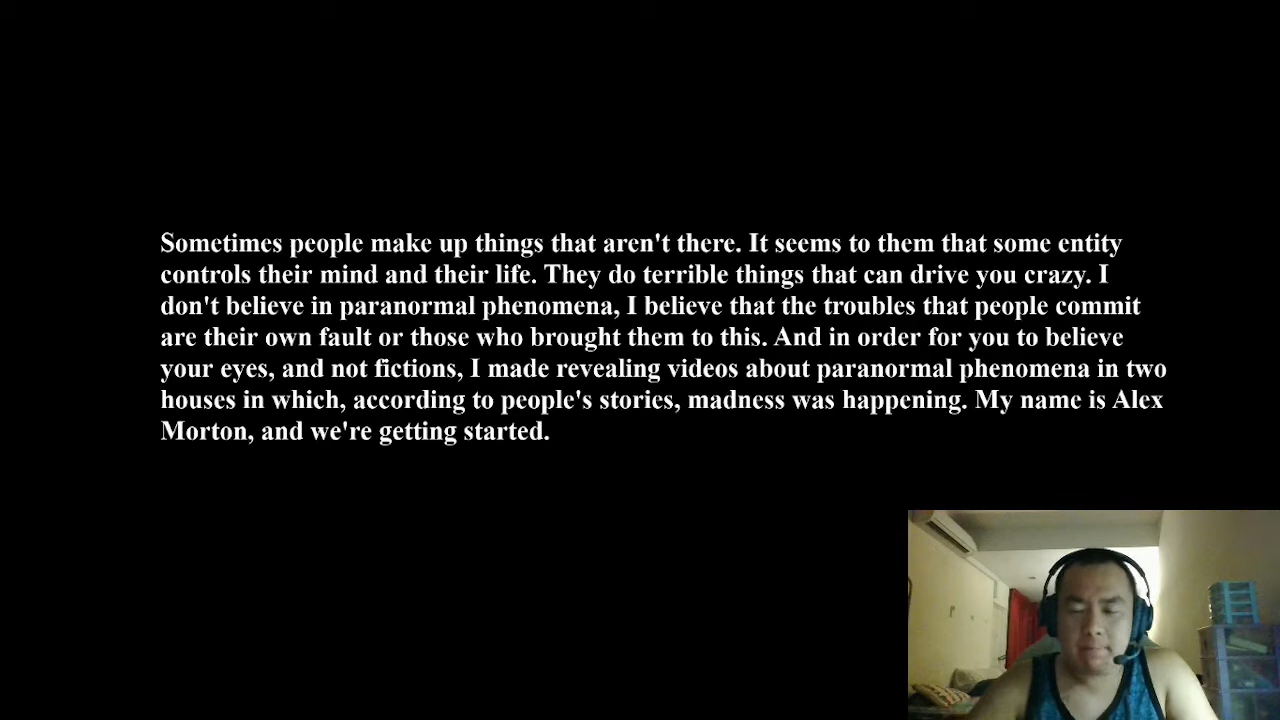 Sometimes people make up things that aren't there. It seems to them that some entity
controls their mind and their life. They do terrible things that can drive you crazy. I
don't believe in paranormal phenomena, I believe that the troubles that people commit
are their own fault or those who brought them to this. And in order for you to believe
your eyes, and not fictions, I made revealing videos about paranormal phenomena in two
houses in which, according to people's stories, madness was happening. My name is Alex
Morton, and we're getting started.